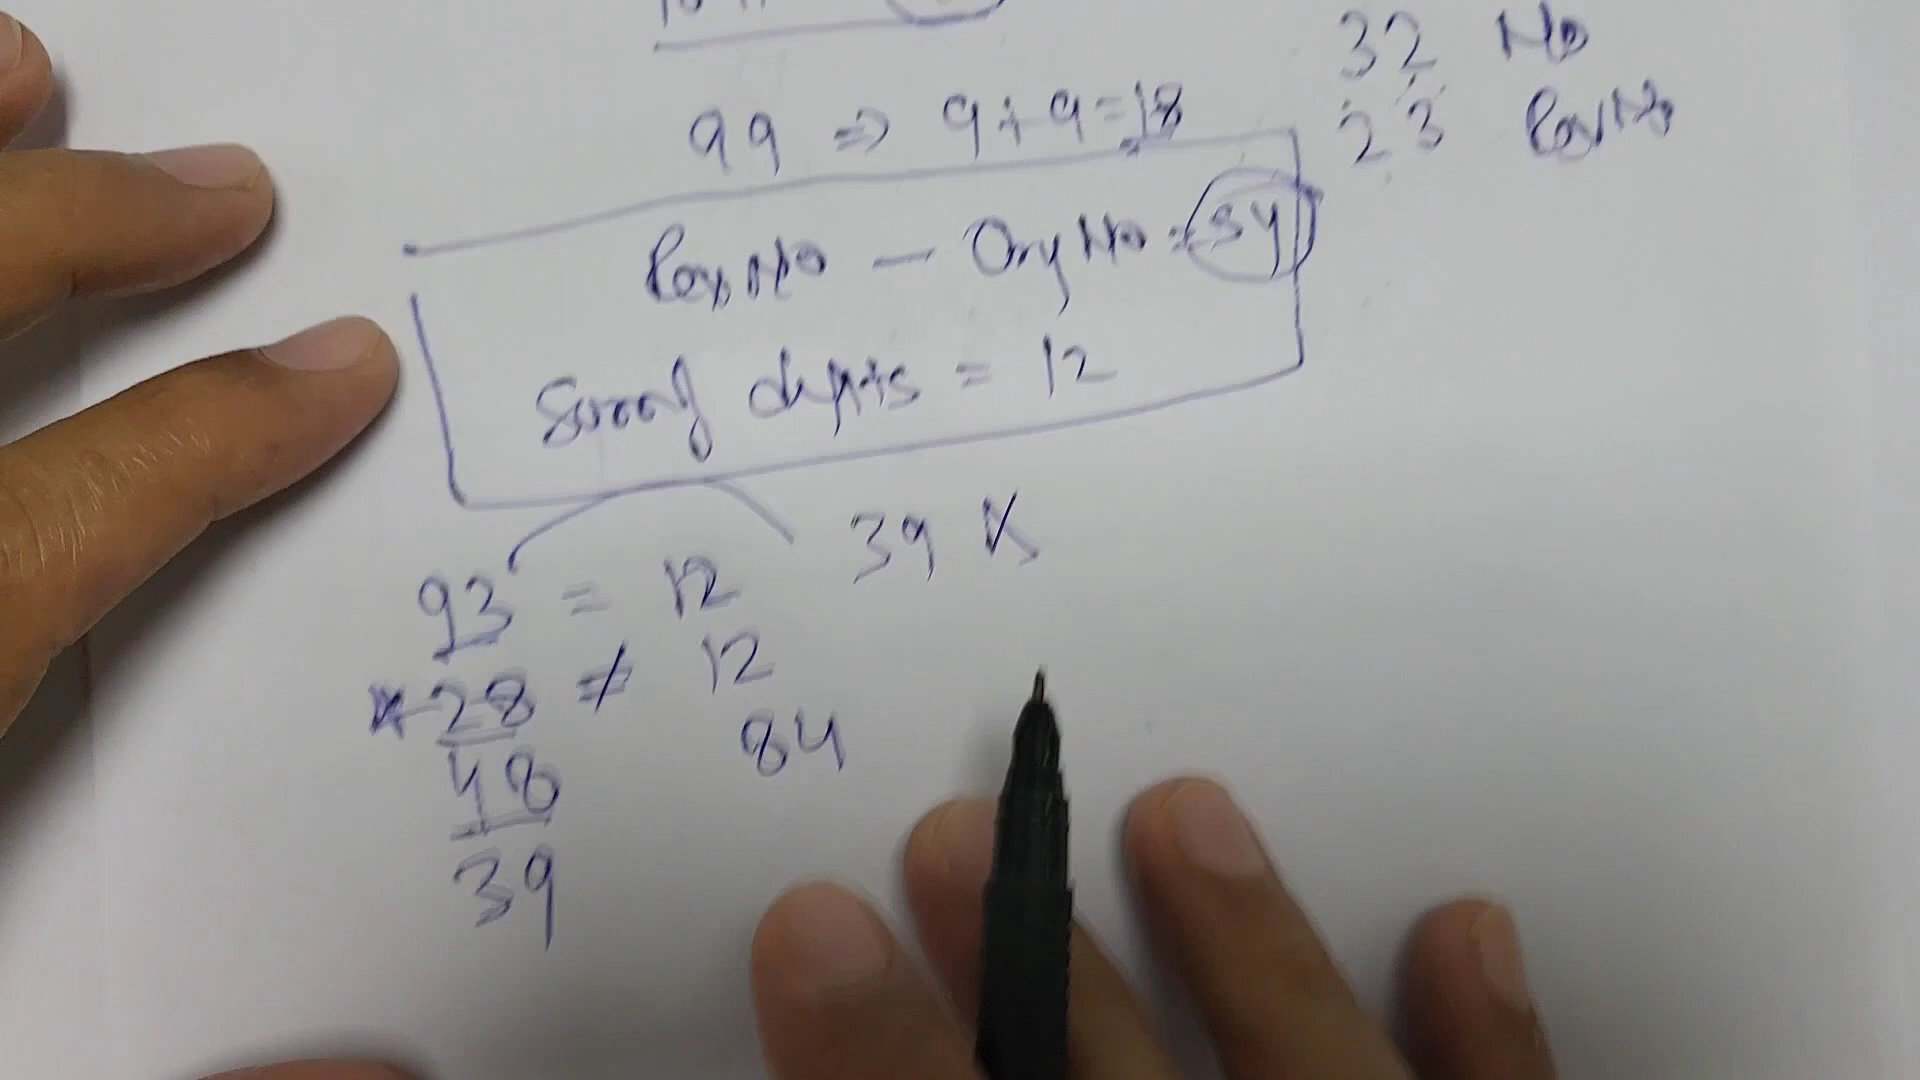 99 => 9+9=18
32 No
23 Rev No
Rev No — Org No = 54
Sum of digits = 12
93 = 12
39 X
* 28 ≠ 12
48
84
39